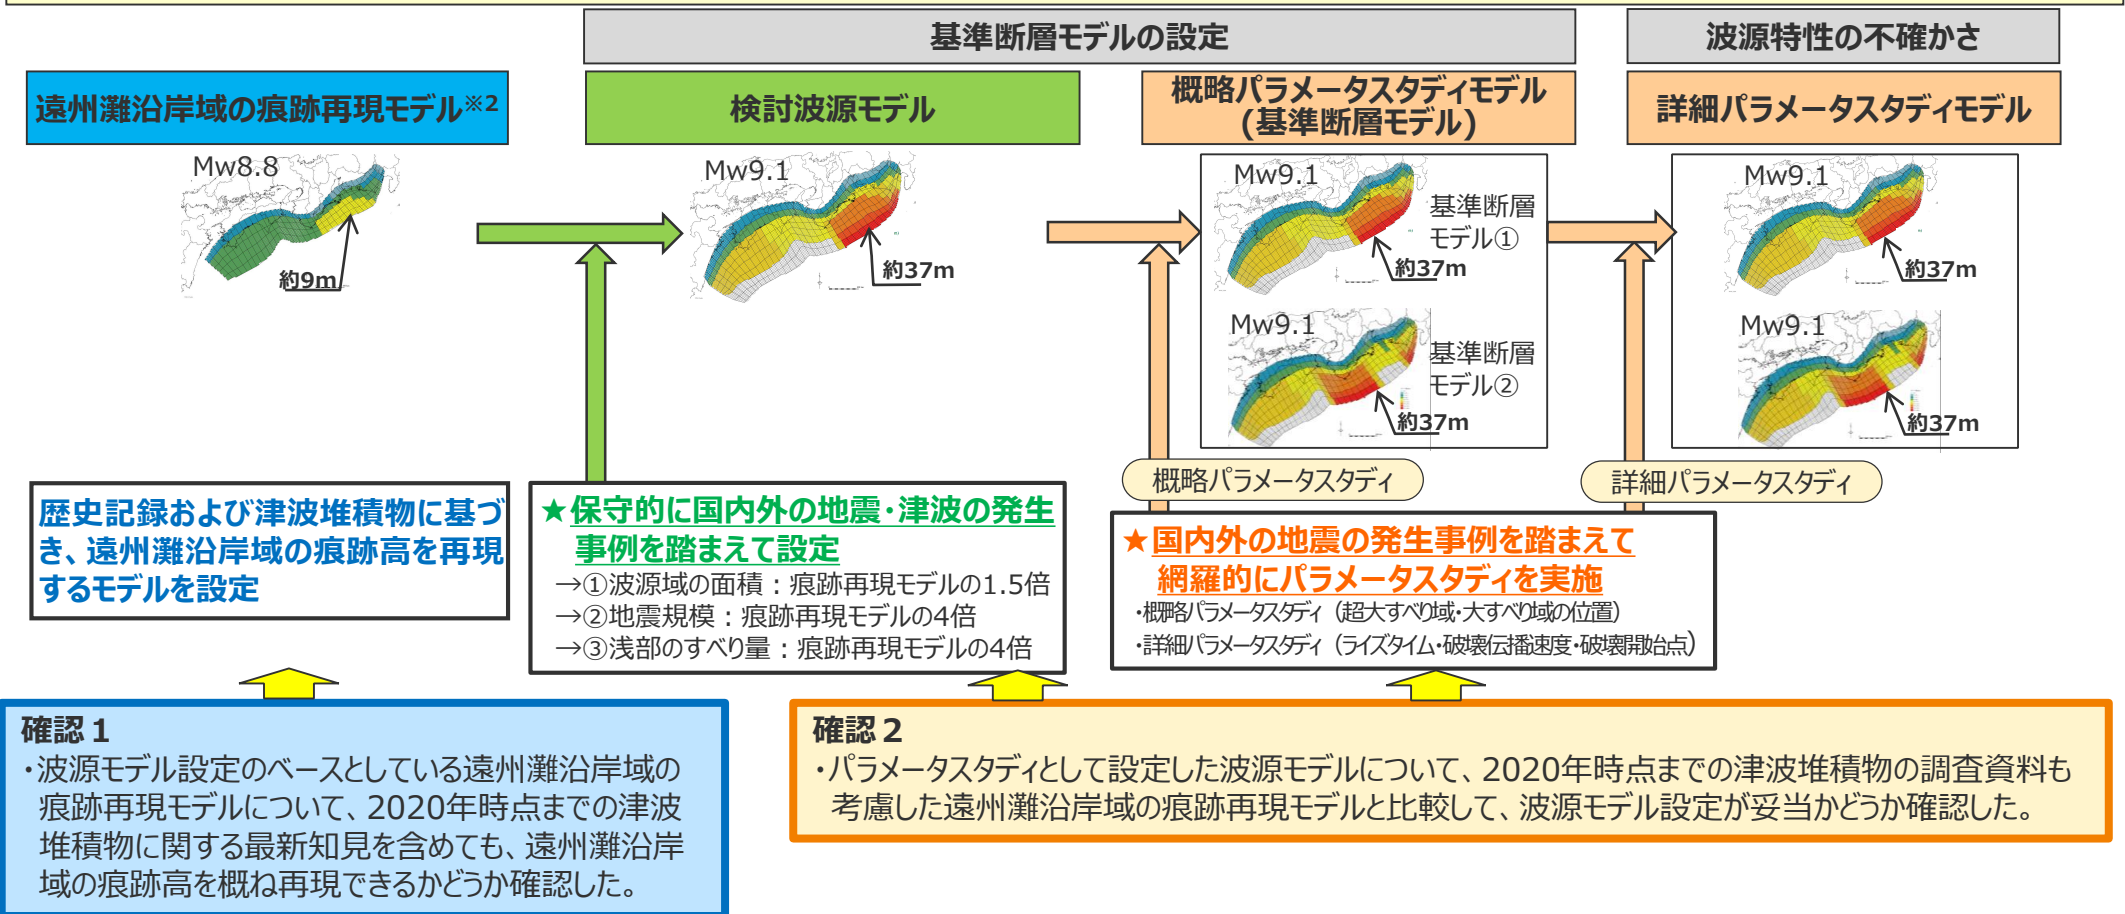 基準断層モデルの設定
波源特性の不確かさ
遠州灘沿岸域の痕跡再現モデル※2
検討波源モデル
概略パラメータスタディモデル
(基準断層モデル)
詳細パラメータスタディモデル
Mw8.8
約9m
Mw9.1
約37m
Mw9.1
基準断層
モデル①
約37m
Mw9.1
基準断層
モデル②
約37m
Mw9.1
約37m
Mw9.1
約37m
概略パラメータスタディ
詳細パラメータスタディ
歴史記録および津波堆積物に基づ
き、遠州灘沿岸域の痕跡高を再現
するモデルを設定
★保守的に国内外の地震・津波の発生
事例を踏まえて設定
→①波源域の面積：痕跡再現モデルの1.5倍
→②地震規模：痕跡再現モデルの4倍
→③浅部のすべり量：痕跡再現モデルの4倍
★国内外の地震の発生事例を踏まえて
網羅的にパラメータスタディを実施
・概略パラメータスタディ（超大すべり域・大すべり域の位置）
・詳細パラメータスタディ（ライズタイム・破壊伝播速度・破壊開始点）
確認１
・波源モデル設定のベースとしている遠州灘沿岸域の
痕跡再現モデルについて、2020年時点までの津波
堆積物に関する最新知見を含めても、遠州灘沿岸
域の痕跡高を概ね再現できるかどうか確認した。
確認２
・パラメータスタディとして設定した波源モデルについて、2020年時点までの津波堆積物の調査資料も
考慮した遠州灘沿岸域の痕跡再現モデルと比較して、波源モデル設定が妥当かどうか確認した。